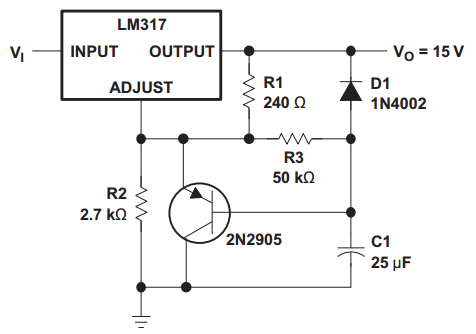 LM317
VI
INPUT
OUTPUT
VO = 15 V
ADJUST
R1
240 Ω
D1
1N4002
R3
50 kΩ
R2
2.7 kΩ
2N2905
C1
25 µF